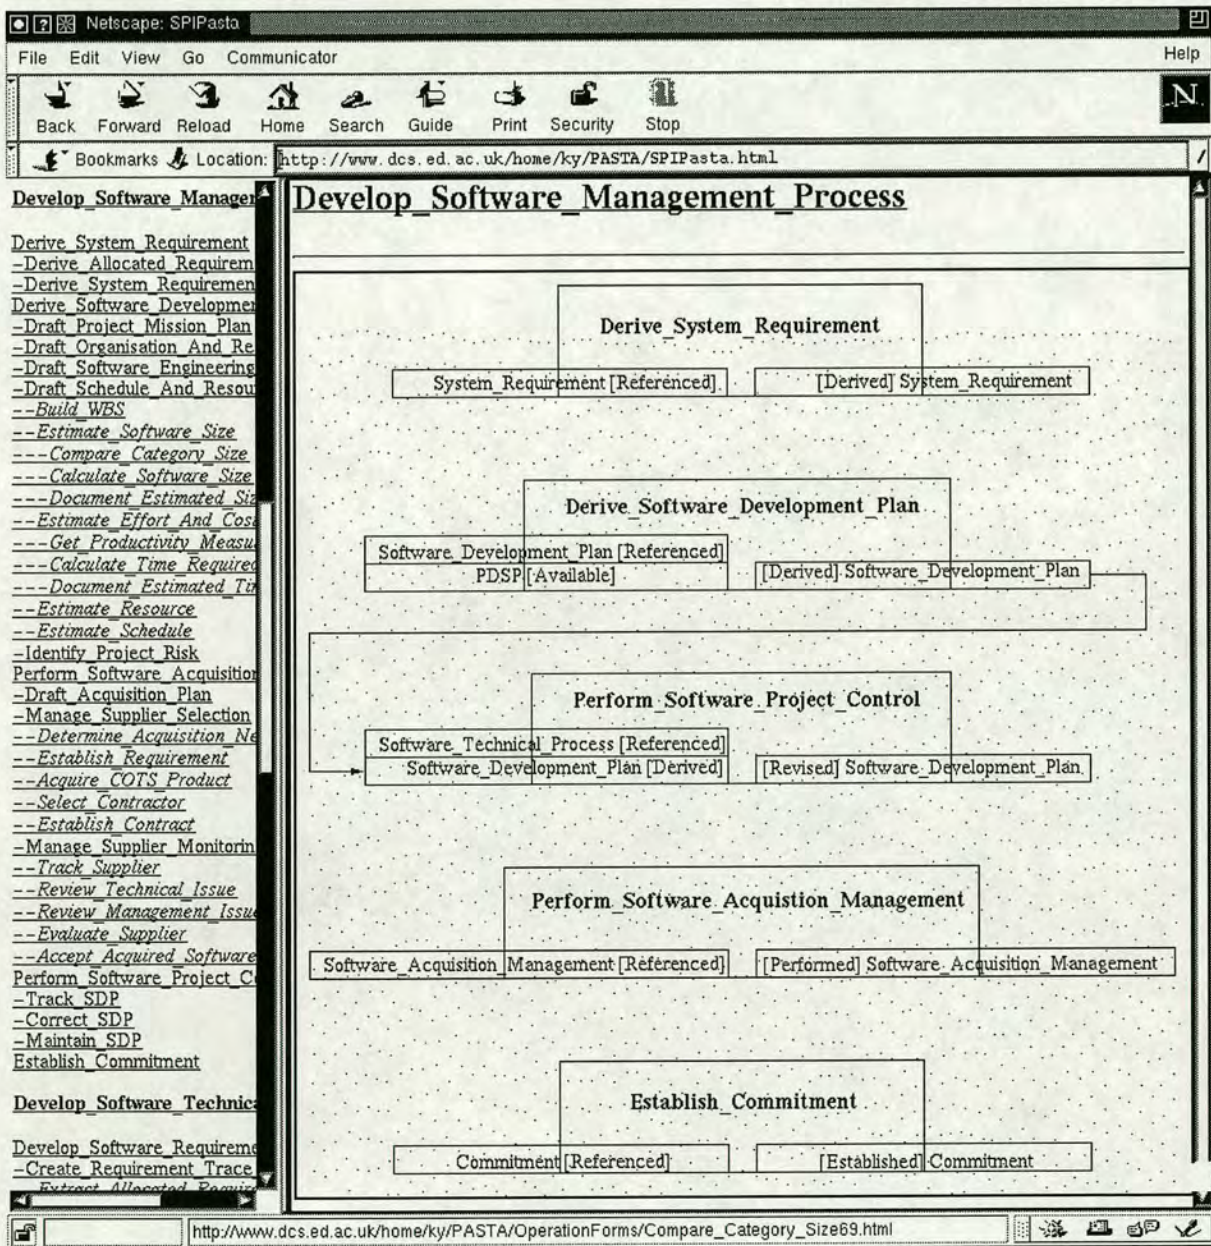 Netscape: SPIPasta
File Edit View Go Communicator Help
Back Forward Reload Home Search Guide Print Security Stop
N
Bookmarks Location: http://www.dcs.ed.ac.uk/home/ky/PASTA/SPIPasta.html
Develop_Software_Manager
Derive_System_Requirement
-Derive_Allocated_Requirem
-Derive_System_Requiremen
Derive_Software_Developmen
-Draft_Project_Mission_Plan
-Draft_Organisation_And_Re
-Draft_Software_Engineering
-Draft_Schedule_And_Resou
--Build_WBS
--Estimate_Software_Size
---Compare_Category_Size
---Calculate_Software_Size
---Document_Estimated_Siz
--Estimate_Effort_And_Cost
---Get_Productivity_Measu
---Calculate_Time_Required
---Document_Estimated_Tim
--Estimate_Resource
--Estimate_Schedule
-Identify_Project_Risk
Perform_Software_Acquisition
-Draft_Acquisition_Plan
-Manage_Supplier_Selection
--Determine_Acquisition_Ne
--Establish_Requirement
--Acquire_COTS_Product
--Select_Contractor
--Establish_Contract
-Manage_Supplier_Monitorin
--Track_Supplier
--Review_Technical_Issue
--Review_Management_Issue
--Evaluate_Supplier
--Accept_Acquired_Software
Perform_Software_Project_Co
-Track_SDP
-Correct_SDP
-Maintain_SDP
Establish_Commitment
Develop_Software_Technica
Develop_Software_Requireme
-Create_Requirement_Trace
--Extract_Allocated_Require
Develop_Software_Management_Process
Derive_System_Requirement
System_Requirement [Referenced] [Derived] System_Requirement
Derive_Software_Development_Plan
Software_Development_Plan [Referenced]
PDSP [Available] [Derived] Software_Development_Plan
Perform_Software_Project_Control
Software_Technical_Process [Referenced]
Software_Development_Plan [Derived] [Revised] Software_Development_Plan
Perform_Software_Acquistion_Management
Software_Acquisition_Management [Referenced] [Performed] Software_Acquisition_Management
Establish_Commitment
Commitment [Referenced] [Established] Commitment
http://www.dcs.ed.ac.uk/home/ky/PASTA/OperationForms/Compare_Category_Size69.html